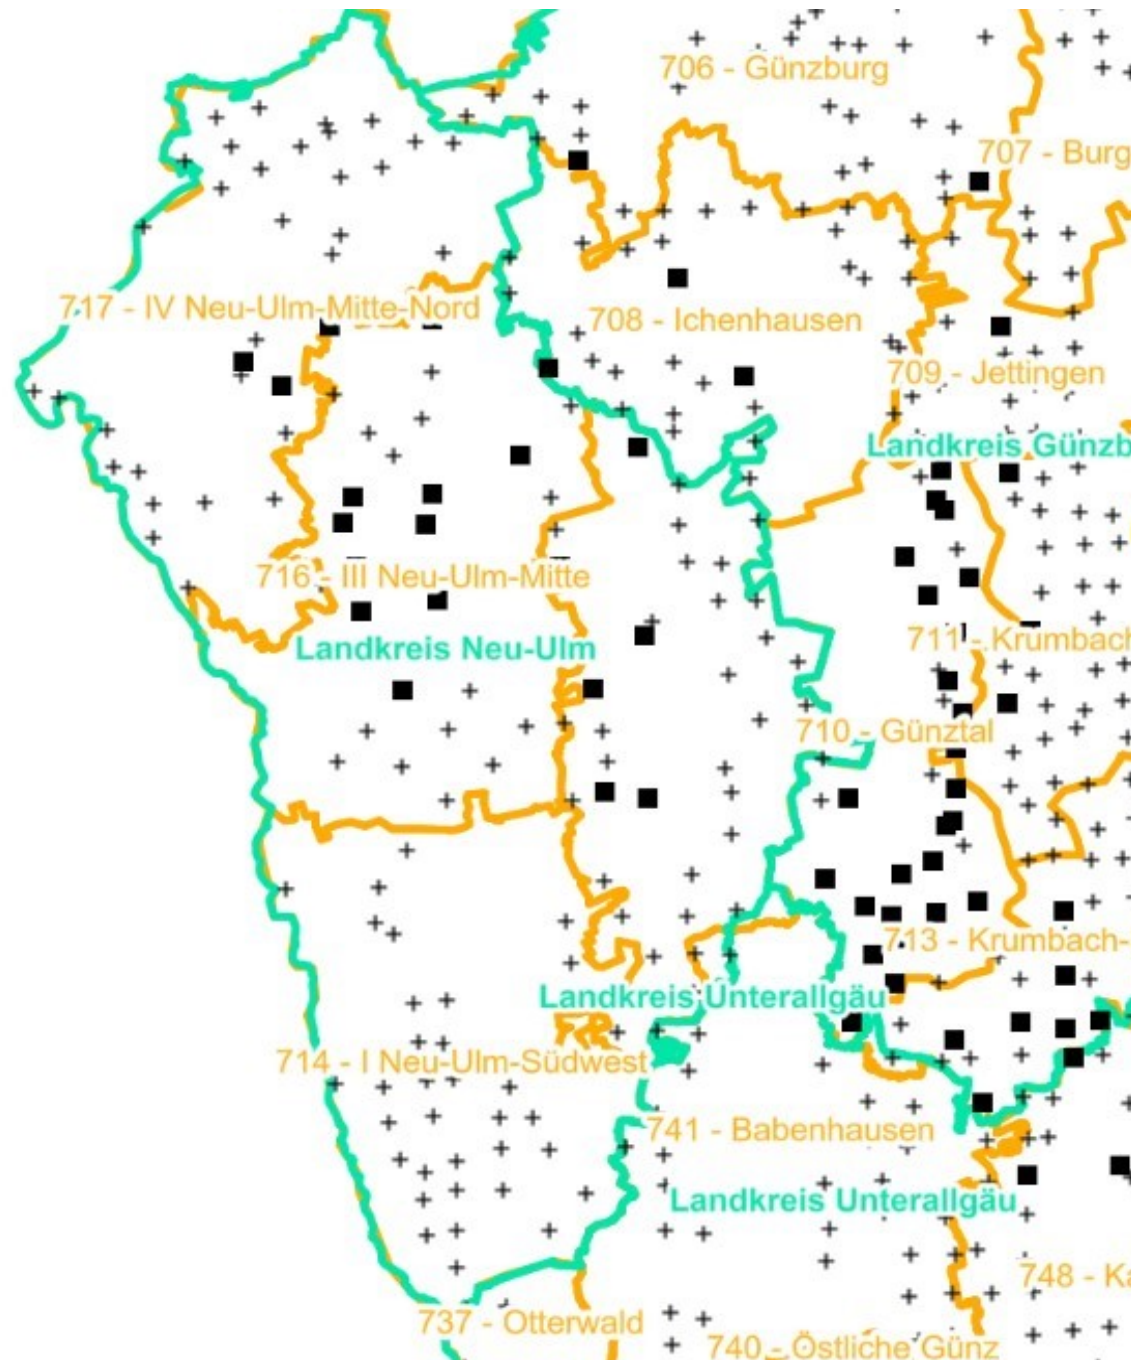 706 - Günzburg
707 - Burg
717 - IV Neu-Ulm-Mitte-Nord
708 - Ichenhausen
709 - Jettingen
Landkreis Günzb
716 - III Neu-Ulm-Mitte
711 - Krumbach
Landkreis Neu-Ulm
710 - Günztal
713 - Krumbach-
Landkreis Unterallgäu
714 - I Neu-Ulm-Südwest
741 - Babenhausen
Landkreis Unterallgäu
748 - Ka
737 - Otterwald
740 - Östliche Günz